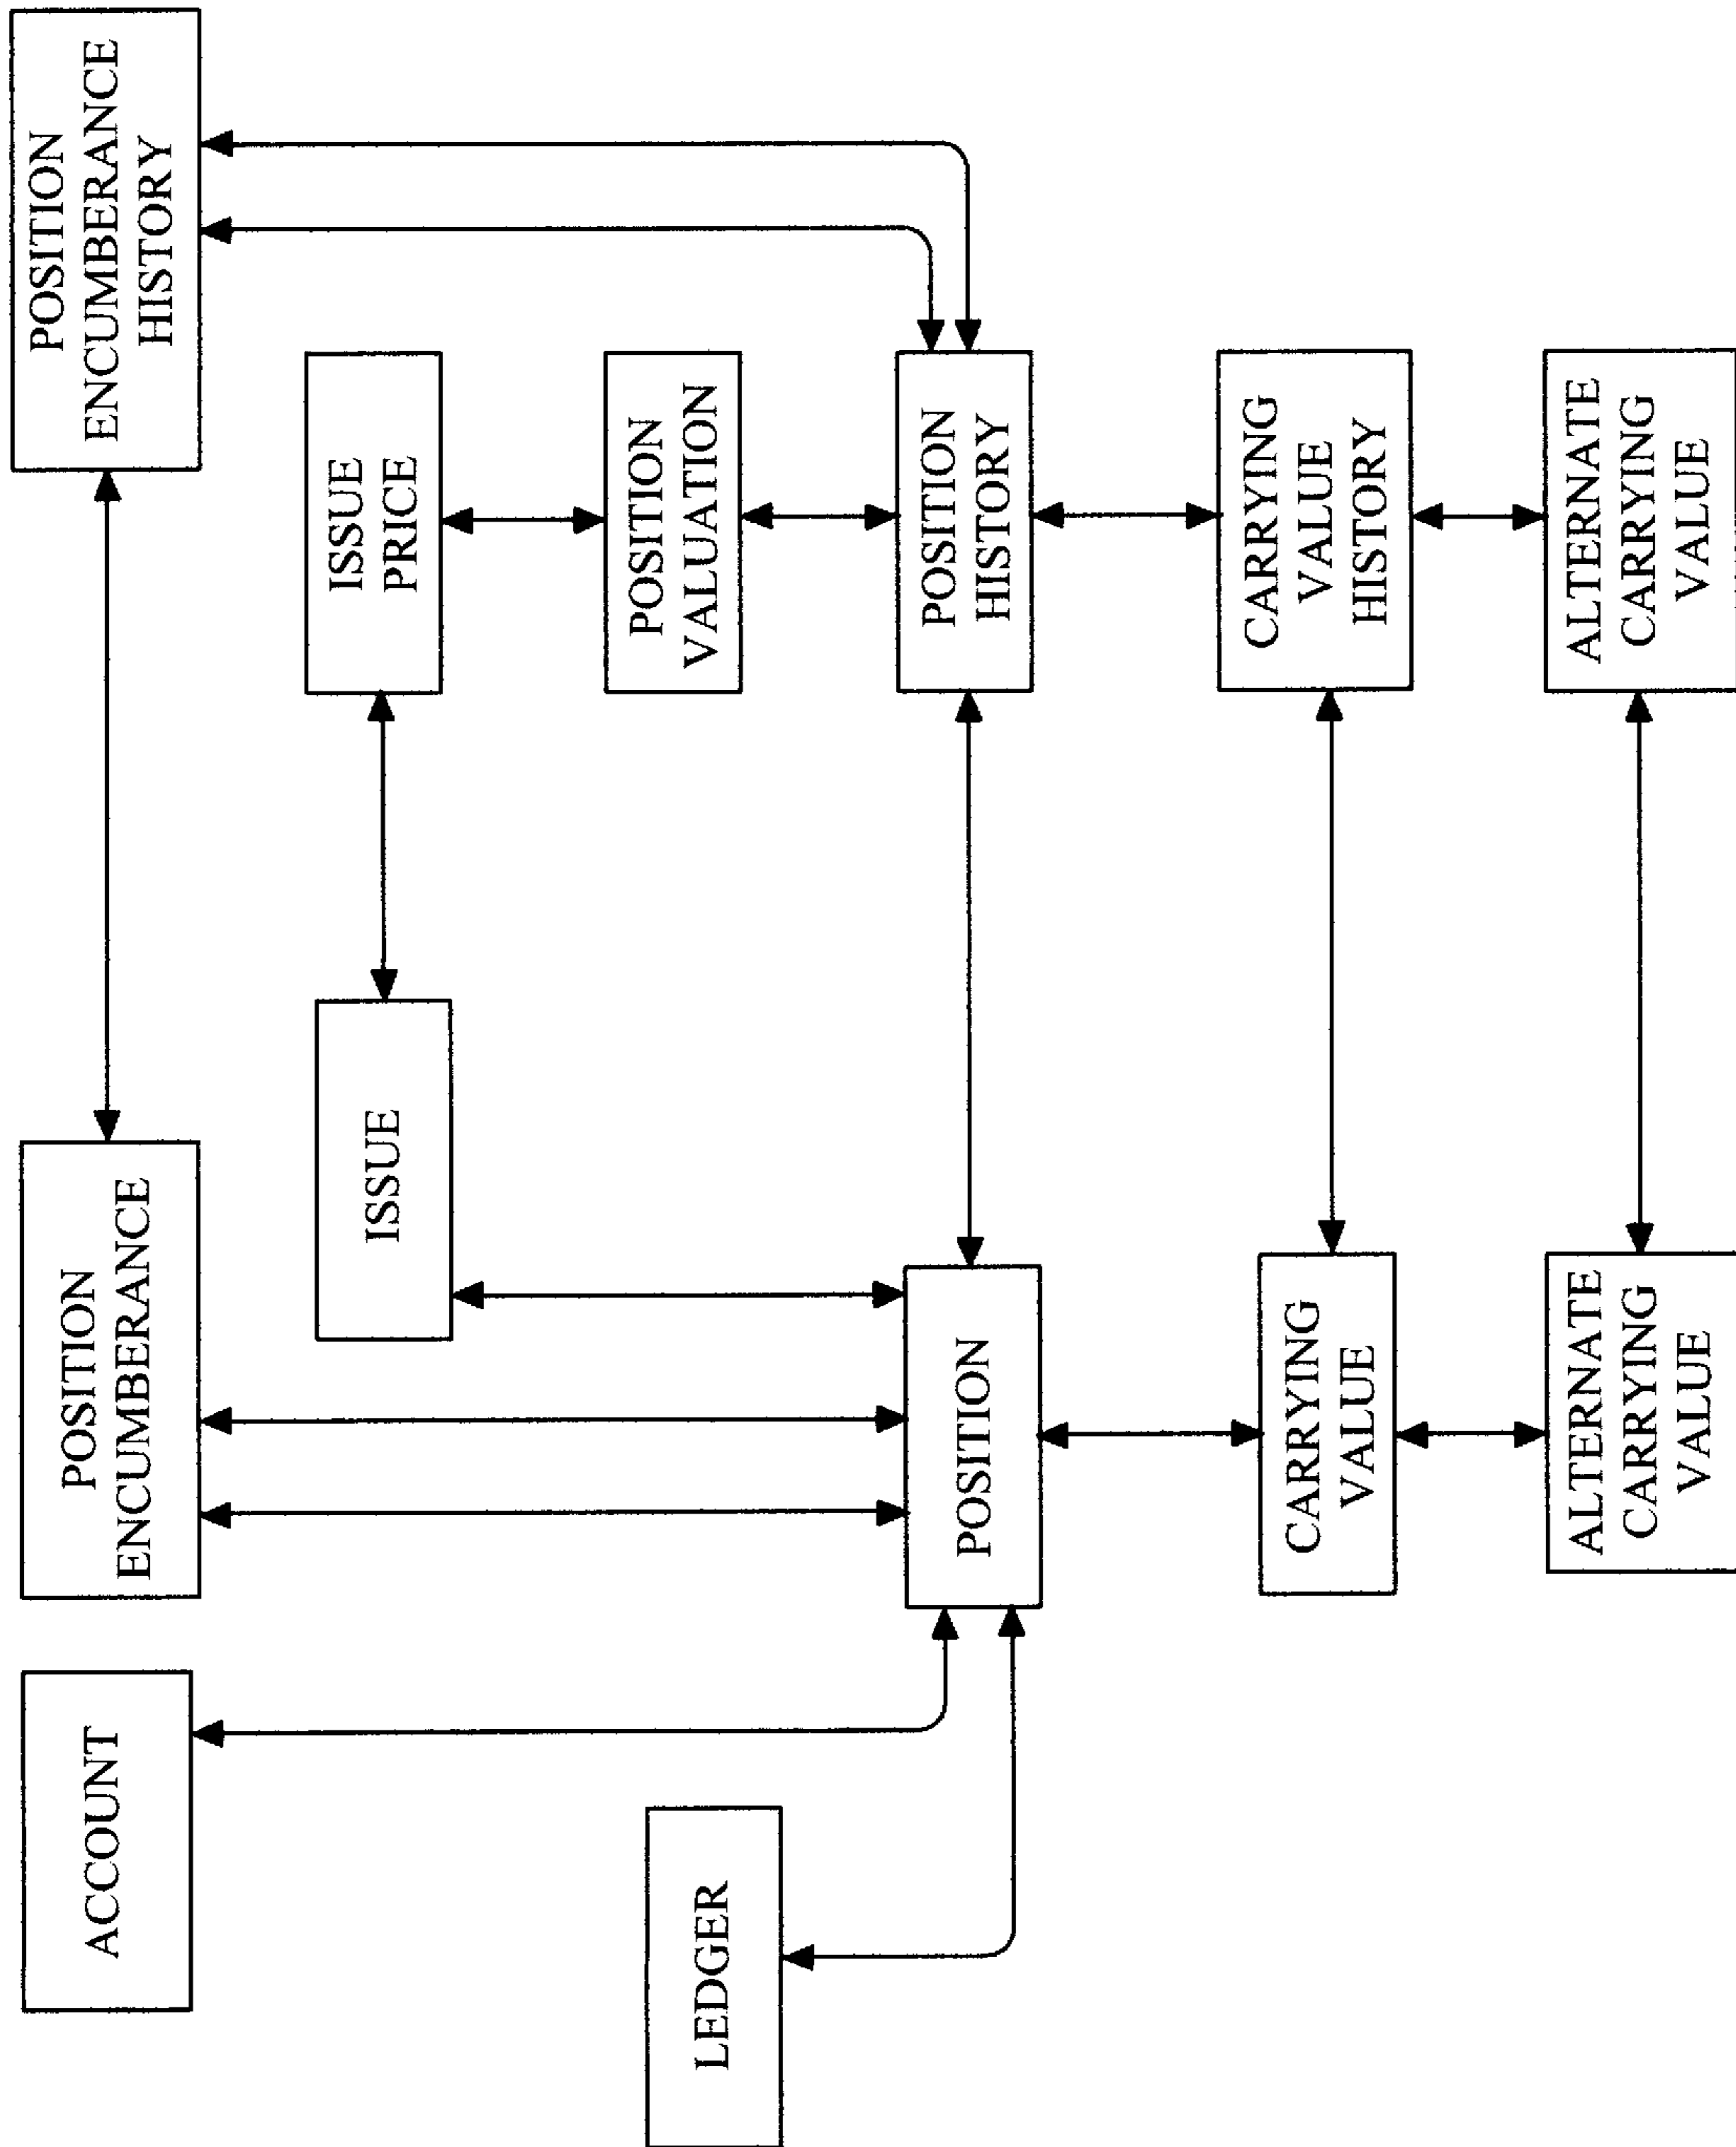 POSITION
ENCUMBERANCE
HISTORY
ISSUE
PRICE
POSITION
VALUATION
POSITION
HISTORY
CARRYING
VALUE
HISTORY
ALTERNATE
CARRYING
VALUE
POSITION
ENCUMBERANCE
ISSUE
POSITION
CARRYING
VALUE
ALTERNATE
CARRYING
VALUE
ACCOUNT
LEDGER